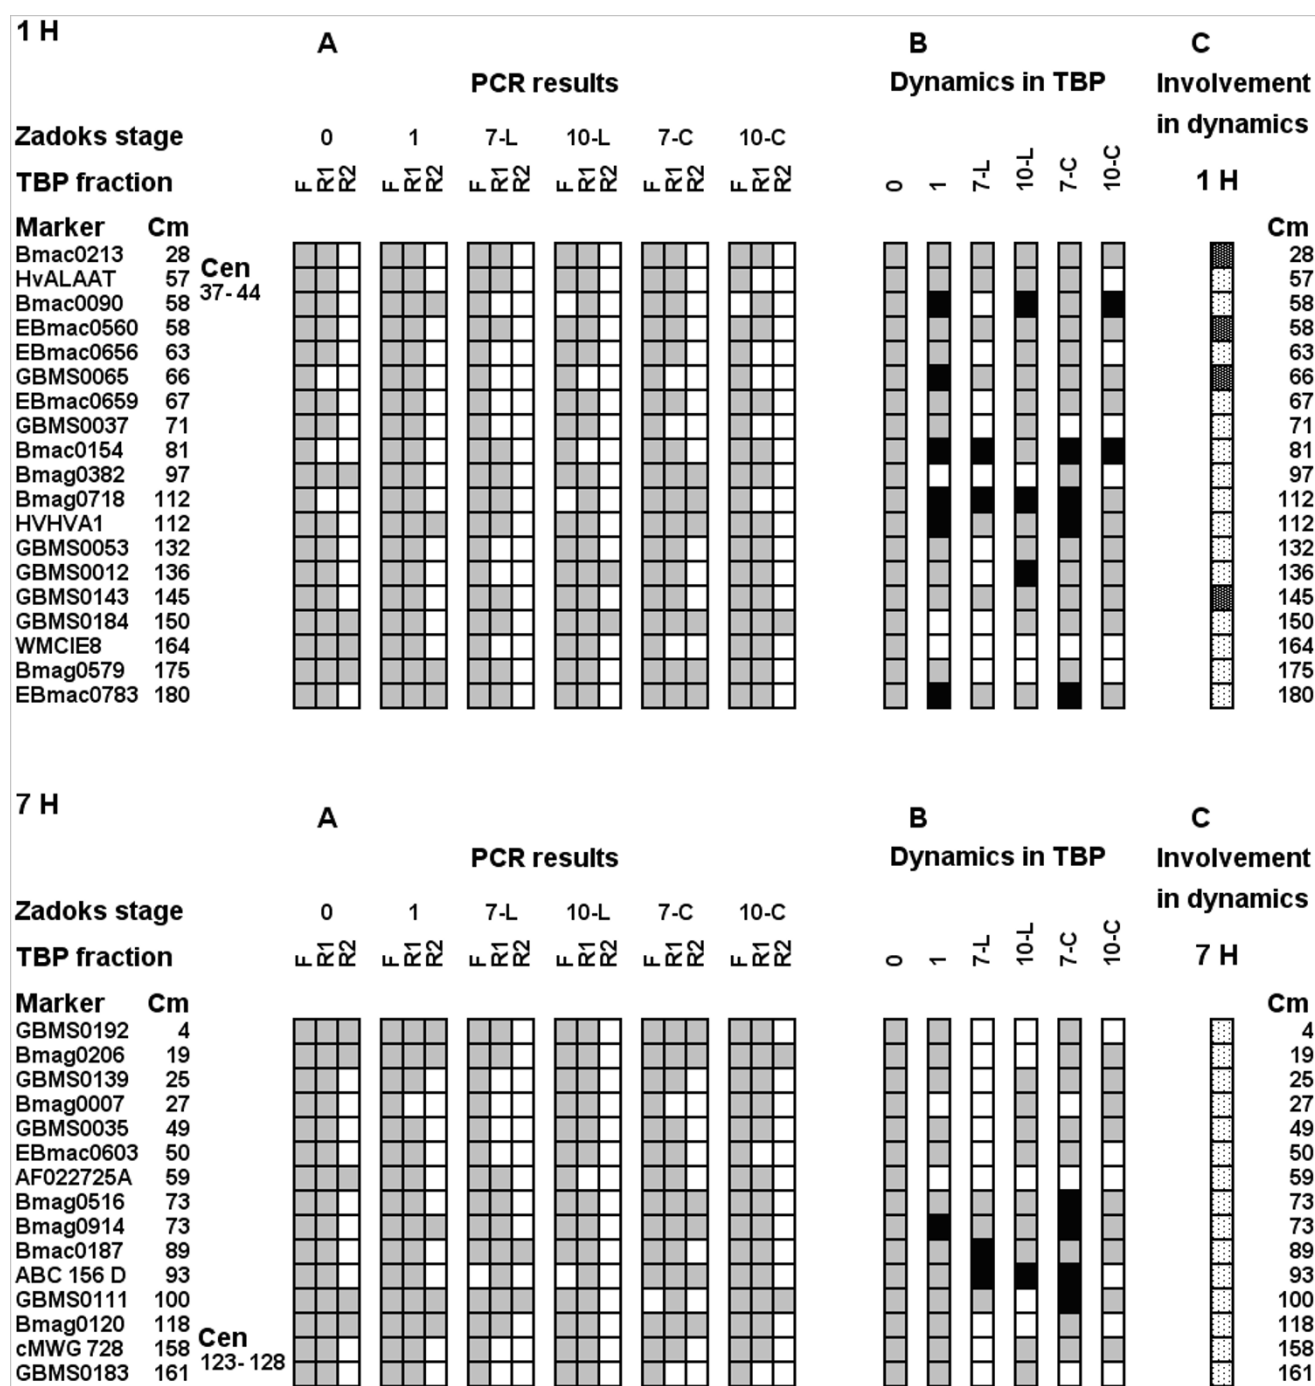 1 H
A B C
PCR results Dynamics in TBP Involvement
in dynamics
Zadoks stage 0 1 7-L 10-L 7-C 10-C
TBP fraction F R1 R2 F R1 R2 F R1 R2 F R1 R2 F R1 R2 F R1 R2 0 1 7-L 10-L 7-C 10-C 1 H
Marker Cm Cm
Bmac0213 28 Cen 28
HvALAAT 57 37-44 57
Bmac0090 58 58
EBmac0560 58 58
EBmac0656 63 63
GBMS0065 66 66
EBmac0659 67 67
GBMS0037 71 71
Bmac0154 81 81
Bmag0382 97 97
Bmag0718 112 112
HVHVA1 112 112
GBMS0053 132 132
GBMS0012 136 136
GBMS0143 145 145
GBMS0184 150 150
WMCIE8 164 164
Bmag0579 175 175
EBmac0783 180 180
7 H
A B C
PCR results Dynamics in TBP Involvement
in dynamics
Zadoks stage 0 1 7-L 10-L 7-C 10-C
TBP fraction F R1 R2 F R1 R2 F R1 R2 F R1 R2 F R1 R2 F R1 R2 0 1 7-L 10-L 7-C 10-C 7 H
Marker Cm Cm
GBMS0192 4 4
Bmag0206 19 19
GBMS0139 25 25
Bmag0007 27 27
GBMS0035 49 49
EBmac0603 50 50
AF022725A 59 59
Bmag0516 73 73
Bmag0914 73 73
Bmac0187 89 89
ABC 156 D 93 93
GBMS0111 100 100
Bmag0120 118 118
cMWG 728 158 Cen 158
GBMS0183 161 123-128 161